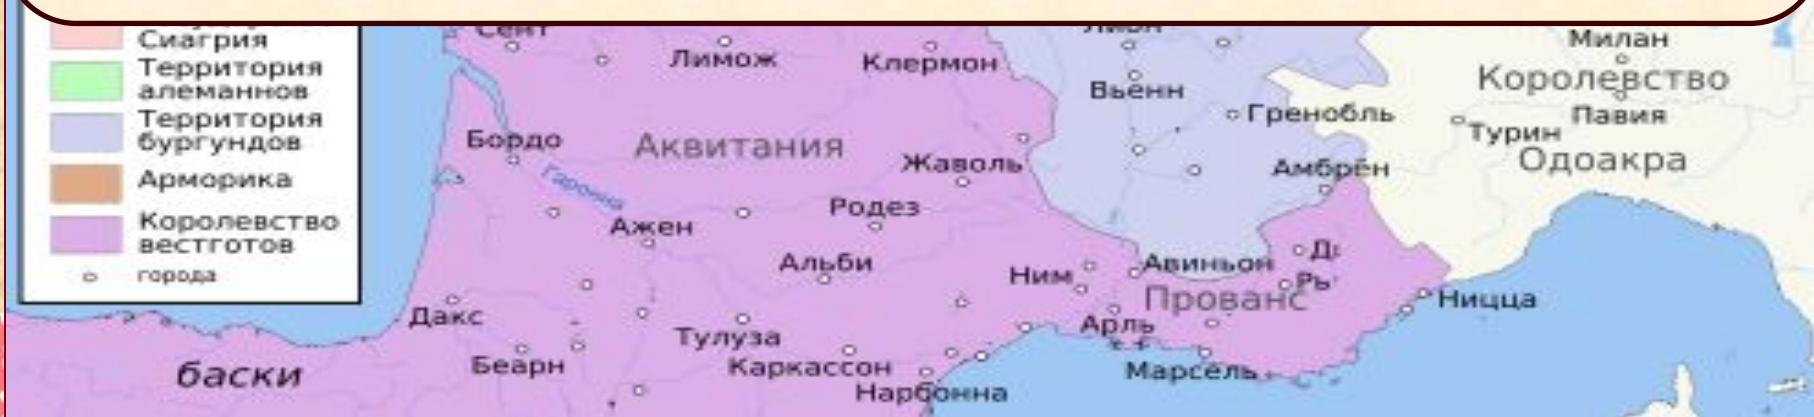 Сиагрия
Территория
алеманнов
Территория
бургундов
Арморика
Королевство
вестготов
города
Сент
Лимож
Клермон
Лион
Вьенн
Гренобль
Милан
Королевство
Павия
Турин
Одоакра
Бордо
Аквитания
Жаволь
Амбрён
Гаронна
Ажен
Родез
Альби
Ним
Авиньон
Прованс
Ницца
Дакс
Тулуза
Арль
Беарн
Каркассон
Марсель
Нарбонна
баски